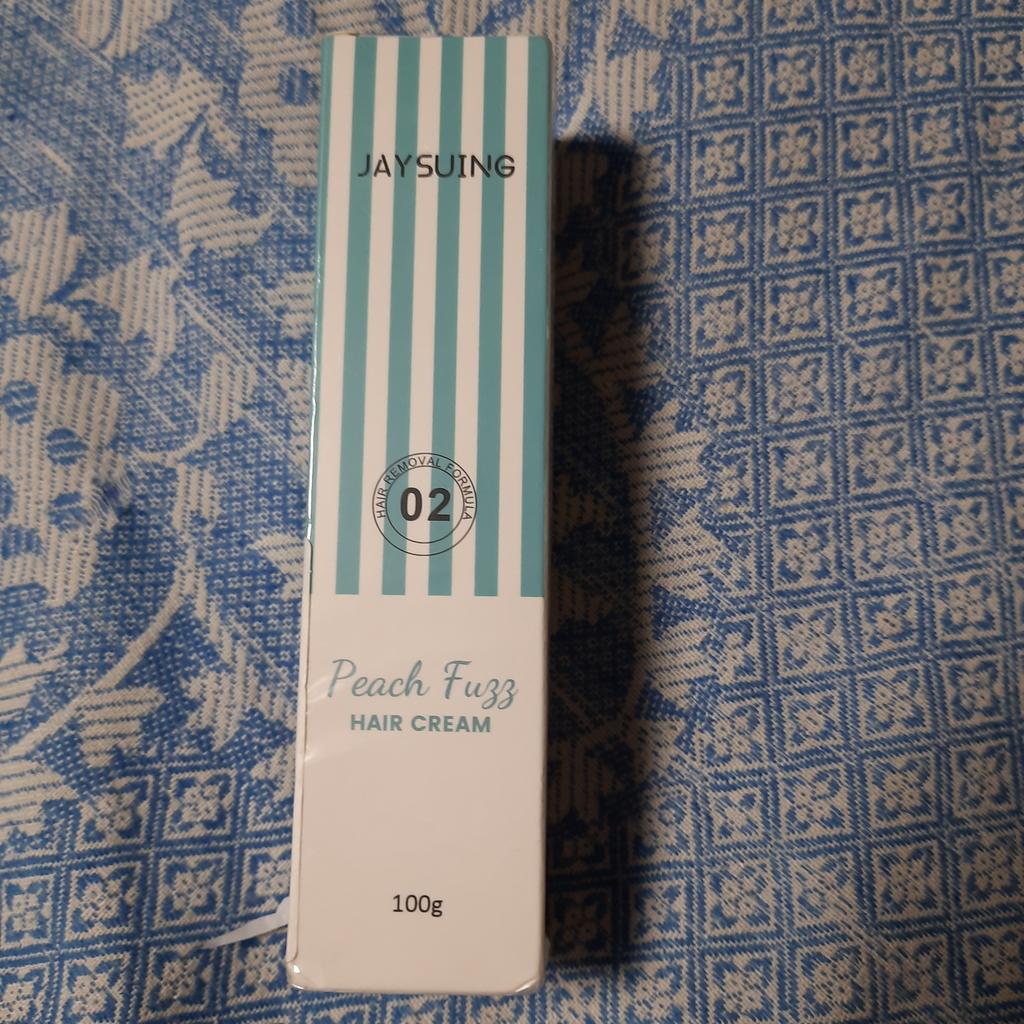 JAYSUING
HAIR REMOVAL FORMULA
02
Peach Fuzz
HAIR CREAM
100g